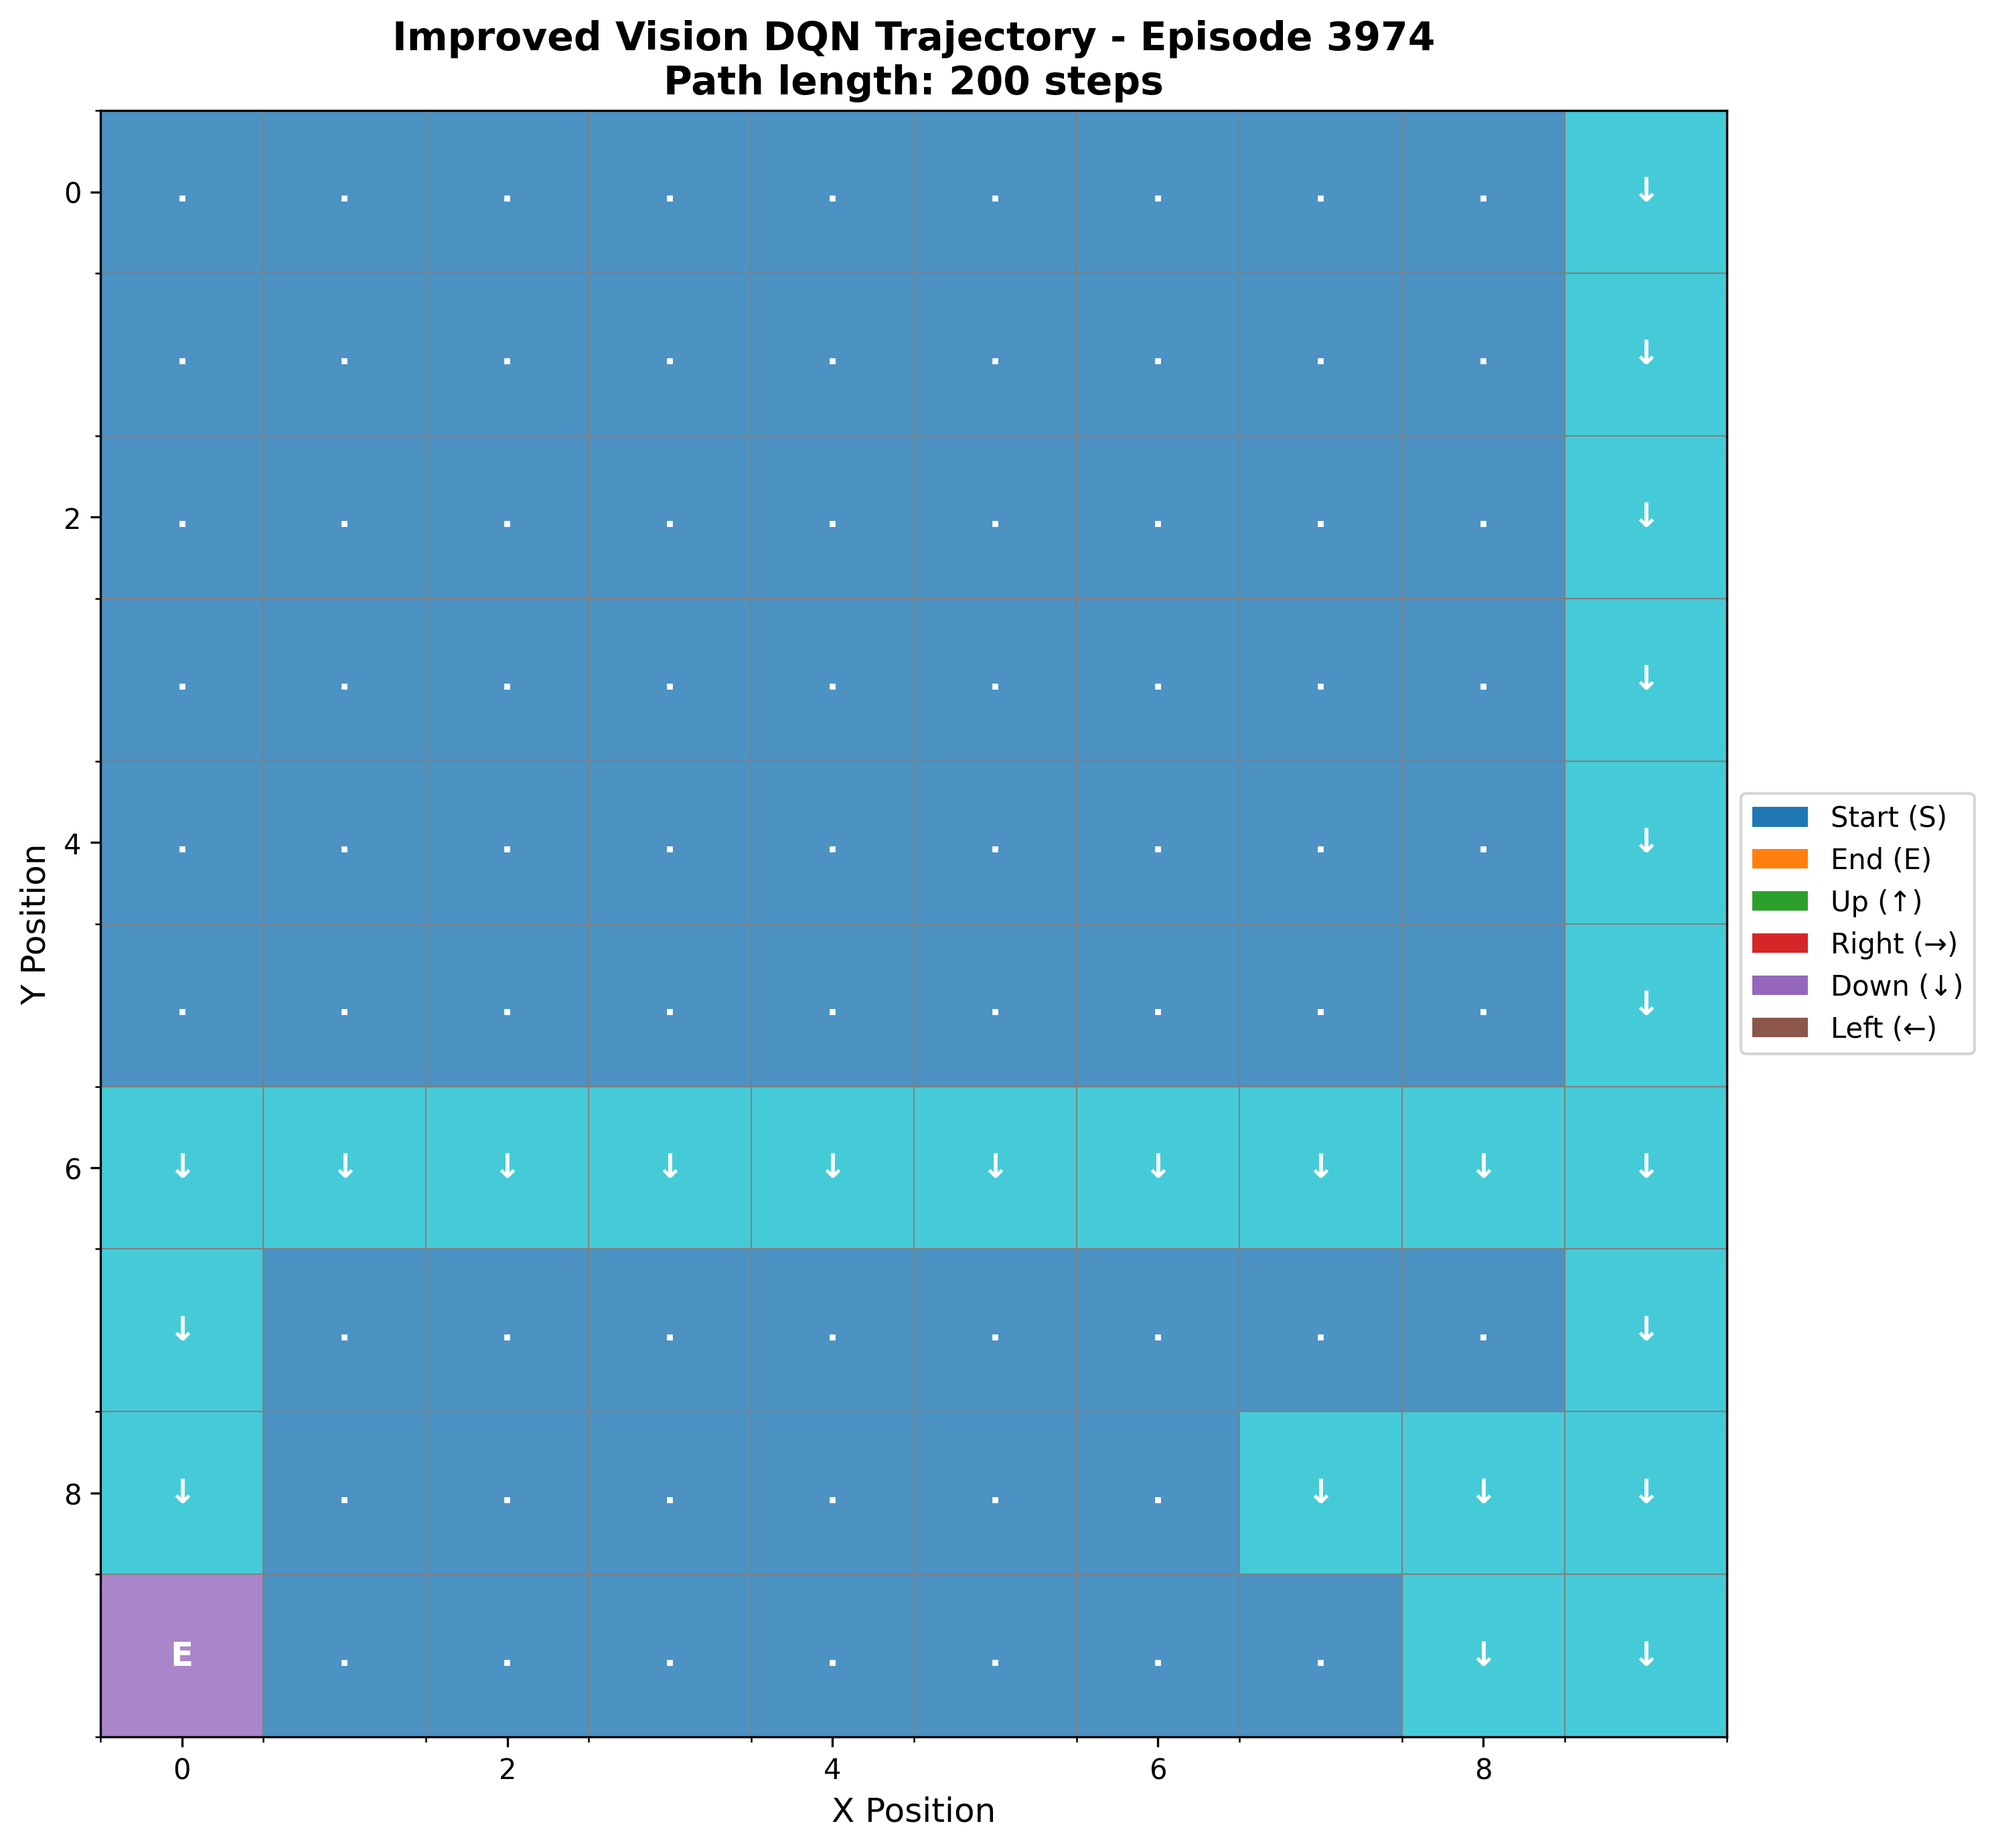 Improved Vision DQN Trajectory - Episode 3974
Path length: 200 steps
. . . . . . . . . ↓
. . . . . . . . . ↓
. . . . . . . . . ↓
. . . . . . . . . ↓
. . . . . . . . . ↓
. . . . . . . . . ↓
↓ ↓ ↓ ↓ ↓ ↓ ↓ ↓ ↓ ↓
↓ . . . . . . . . ↓
↓ . . . . . . ↓ ↓ ↓
E . . . . . . . ↓ ↓
0
2
4
6
8
Y Position
0 2 4 6 8
X Position
Start (S)
End (E)
Up (↑)
Right (→)
Down (↓)
Left (←)